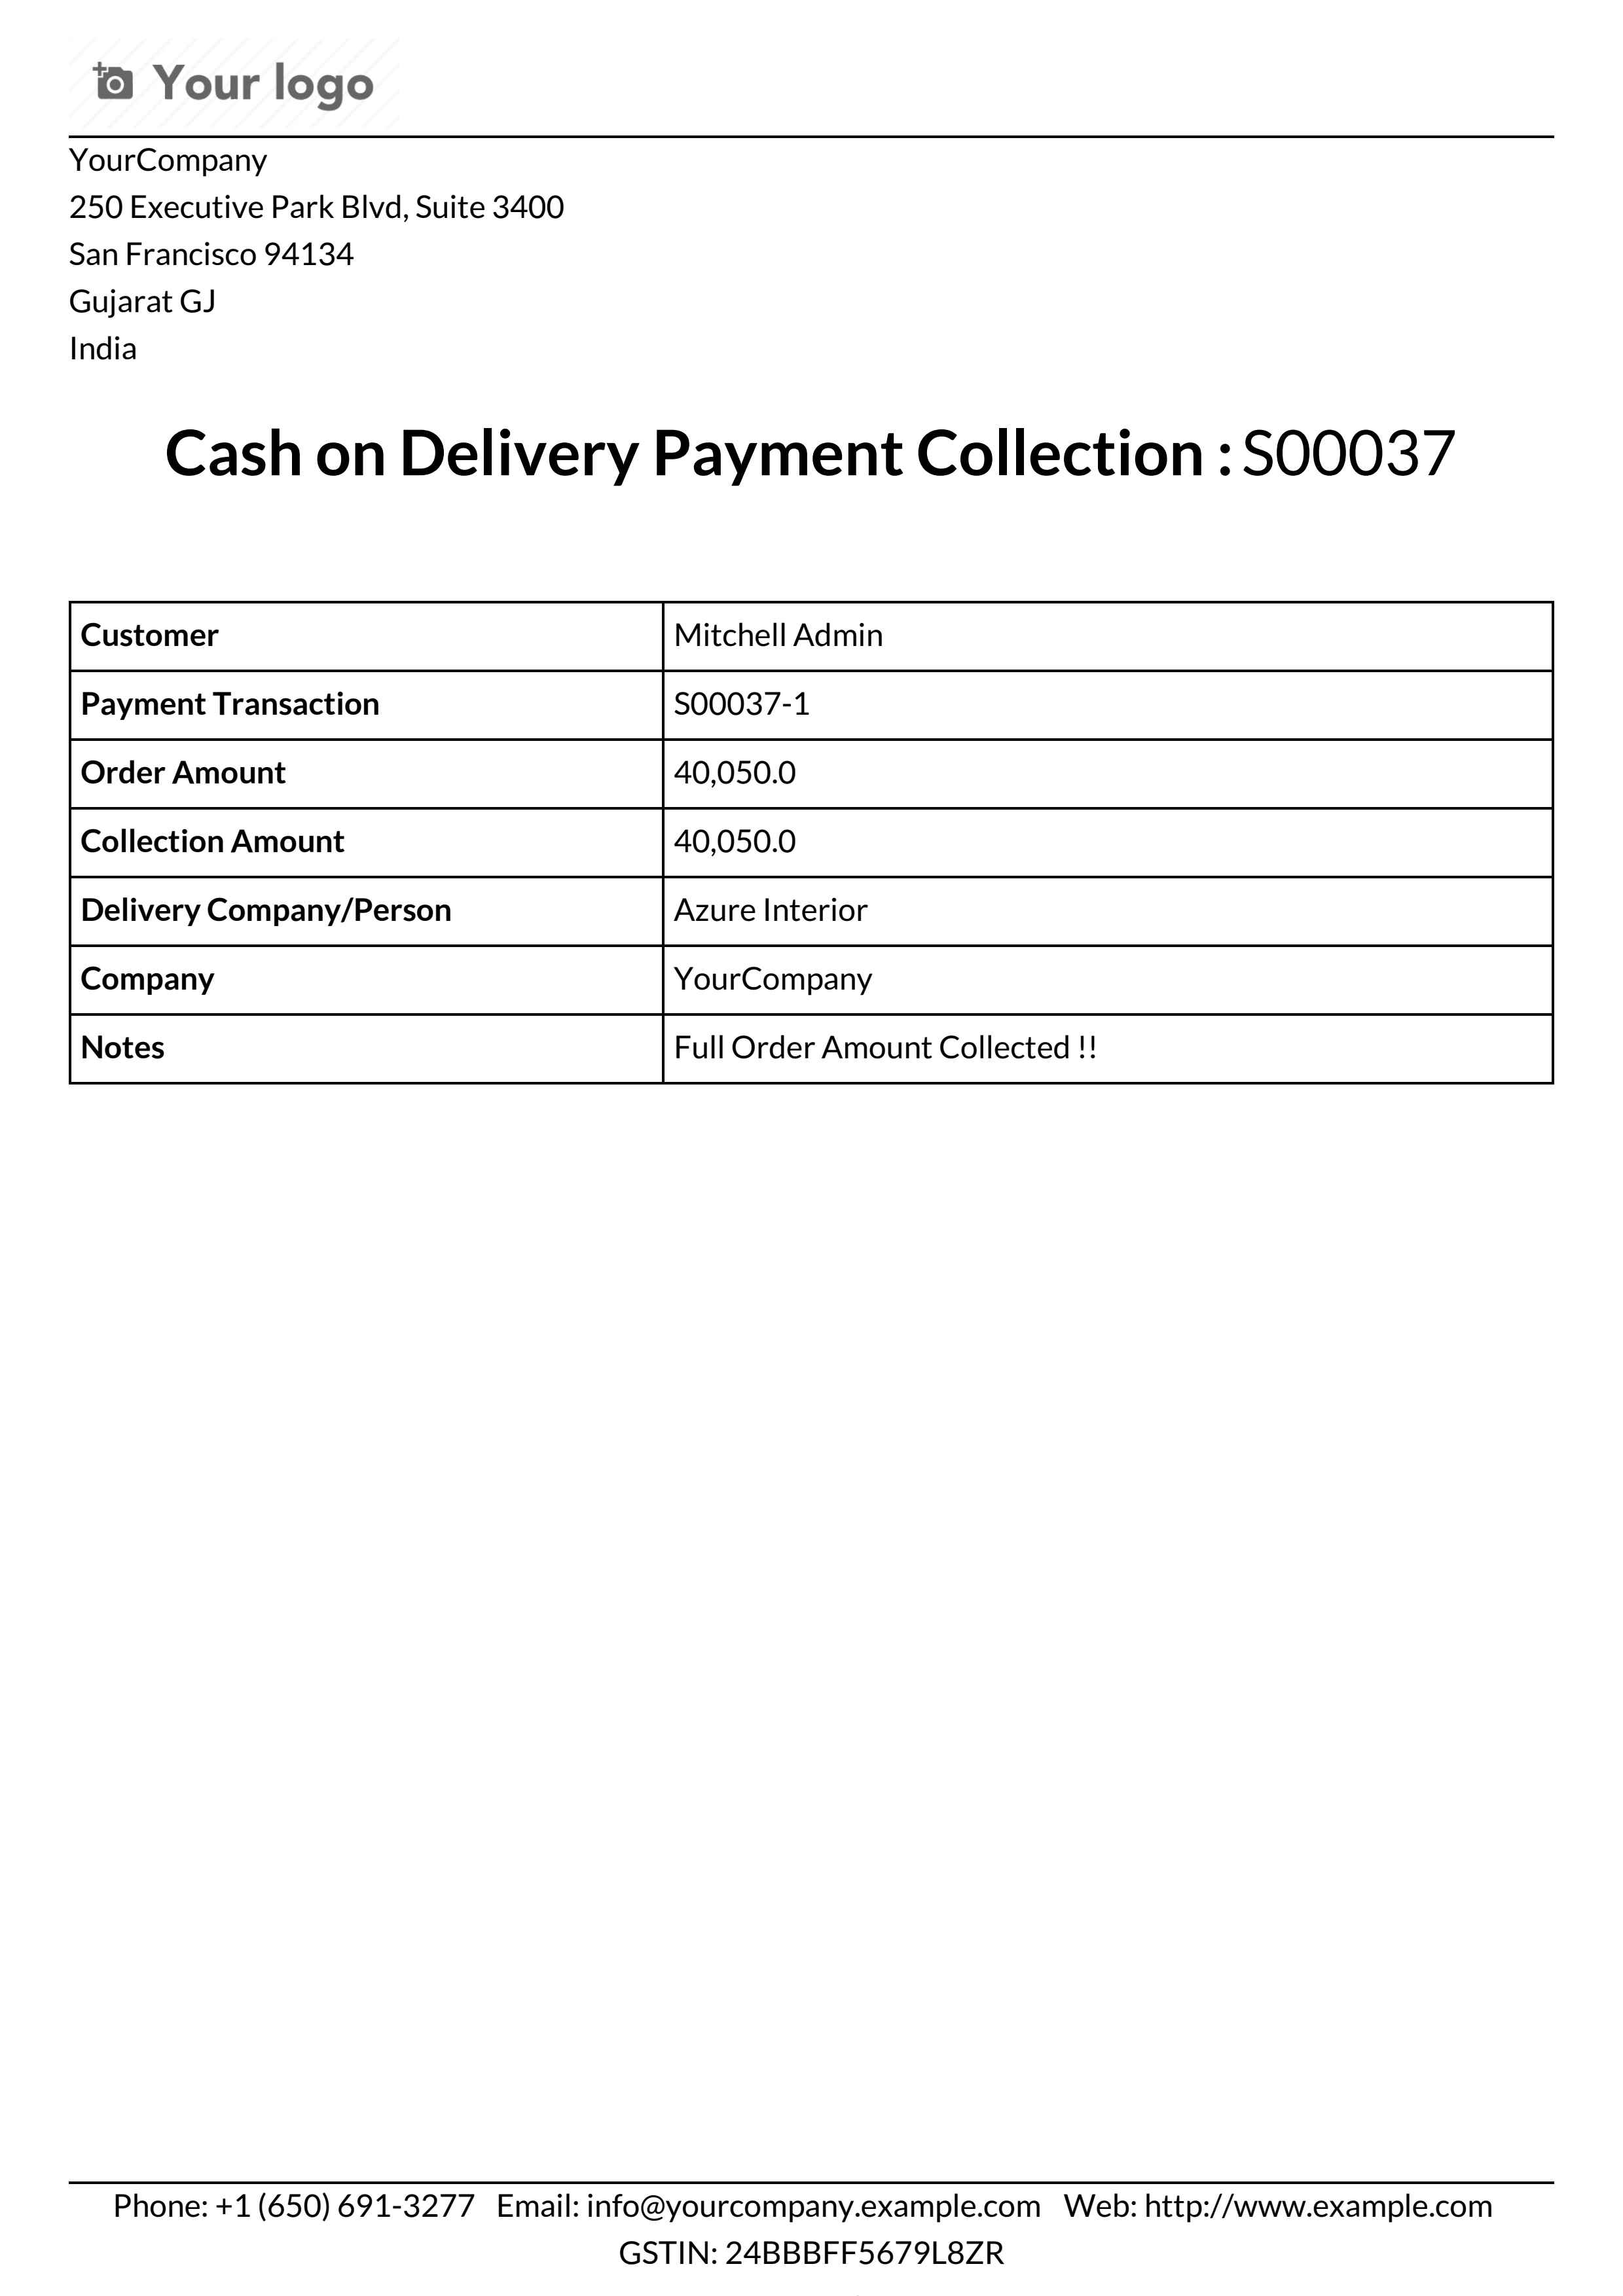 Your logo
YourCompany
250 Executive Park Blvd, Suite 3400
San Francisco 94134
Gujarat GJ
India
Cash on Delivery Payment Collection : S00037
Customer Mitchell Admin
Payment Transaction S00037-1
Order Amount 40,050.0
Collection Amount 40,050.0
Delivery Company/Person Azure Interior
Company YourCompany
Notes Full Order Amount Collected !!
Phone: +1 (650) 691-3277 Email: info@yourcompany.example.com Web: http://www.example.com
GSTIN: 24BBBFF5679L8ZR